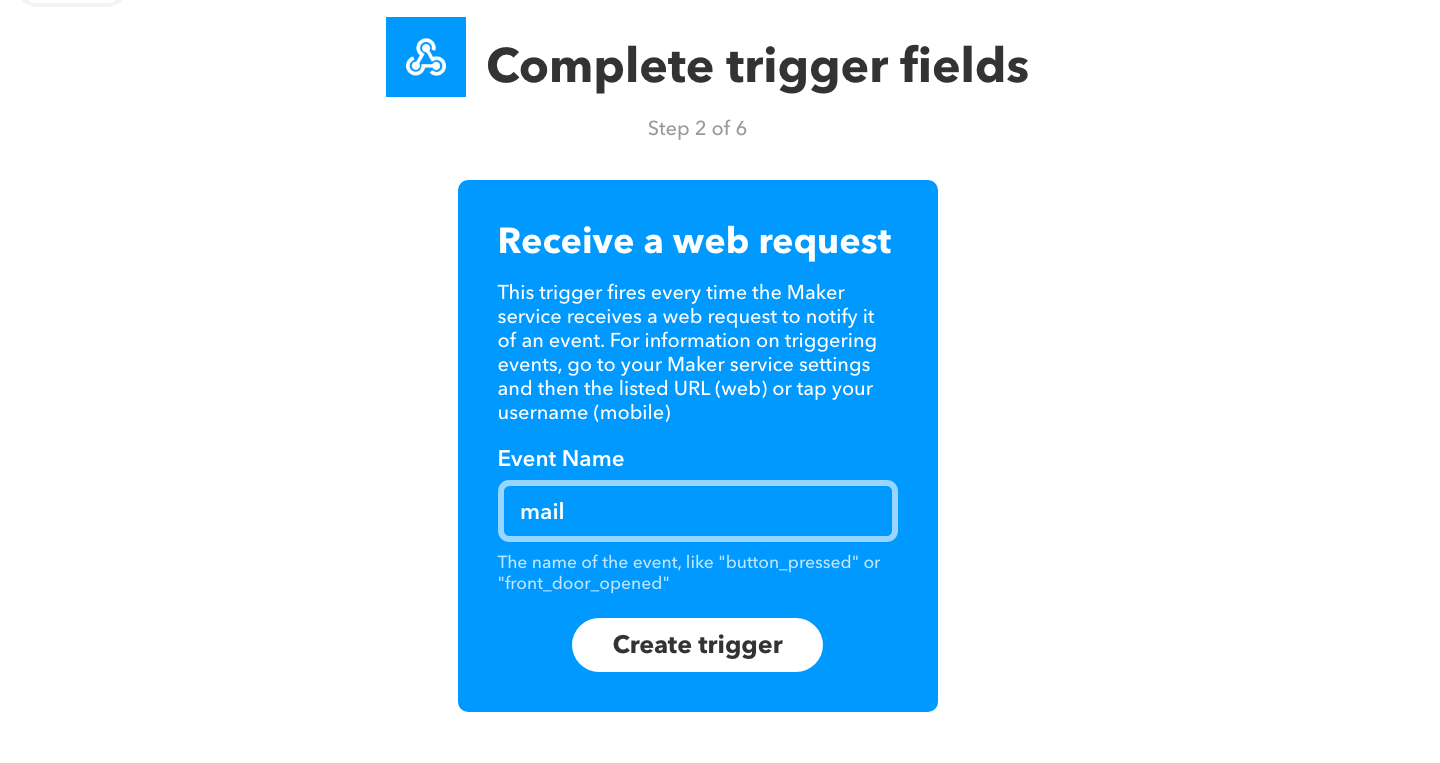 Complete trigger fields
Step 2 of 6
Receive a web request
This trigger fires every time the Maker
service receives a web request to notify it
of an event. For information on triggering
events, go to your Maker service settings
and then the listed URL (web) or tap your
username (mobile)
Event Name
mail
The name of the event, like "button_pressed" or
"front_door_opened"
Create trigger